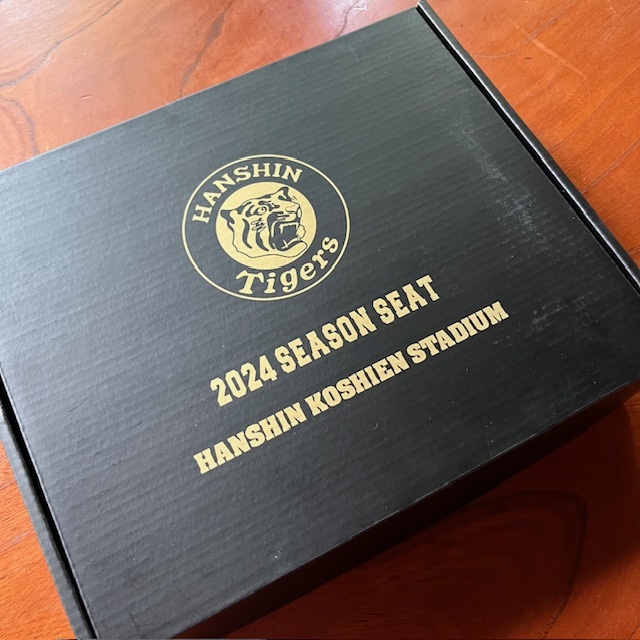 HANSHIN
Tigers
2024 SEASON SEAT
HANSHIN KOSHIEN STADIUM